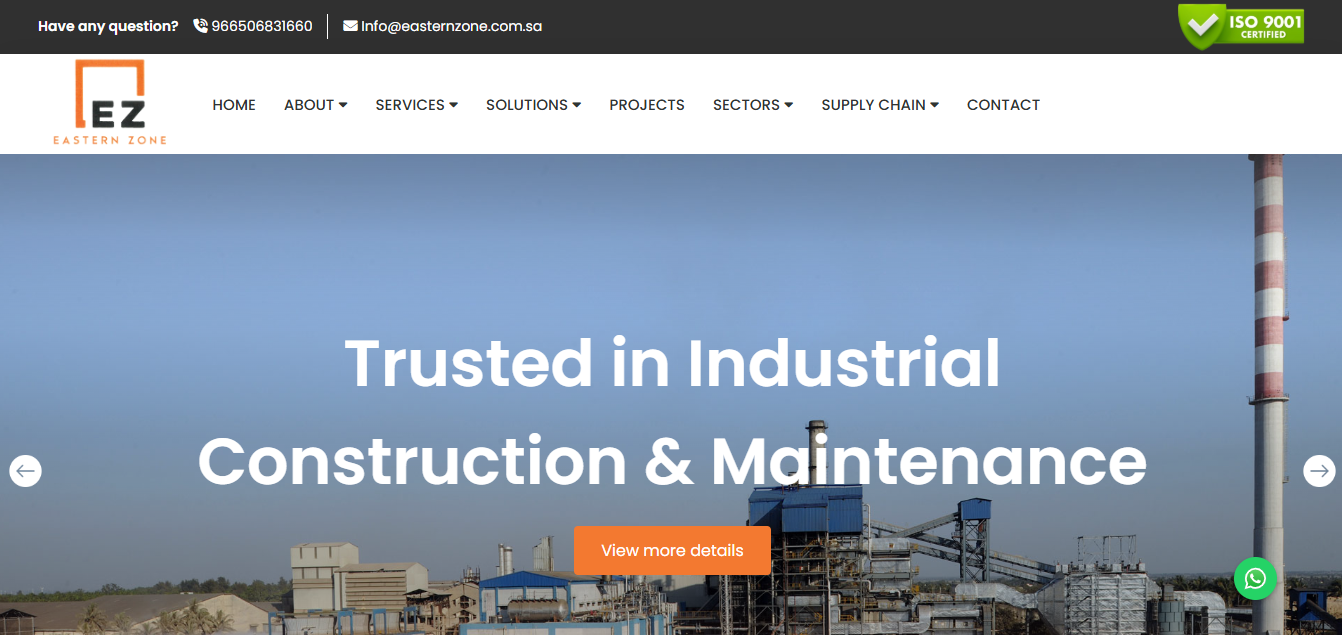 Have any question? 966506831660 Info@easternzone.com.sa
ISO 9001
CERTIFIED
EZ
EASTERN ZONE
HOME ABOUT SERVICES SOLUTIONS PROJECTS SECTORS SUPPLY CHAIN CONTACT
Trusted in Industrial
Construction & Maintenance
View more details